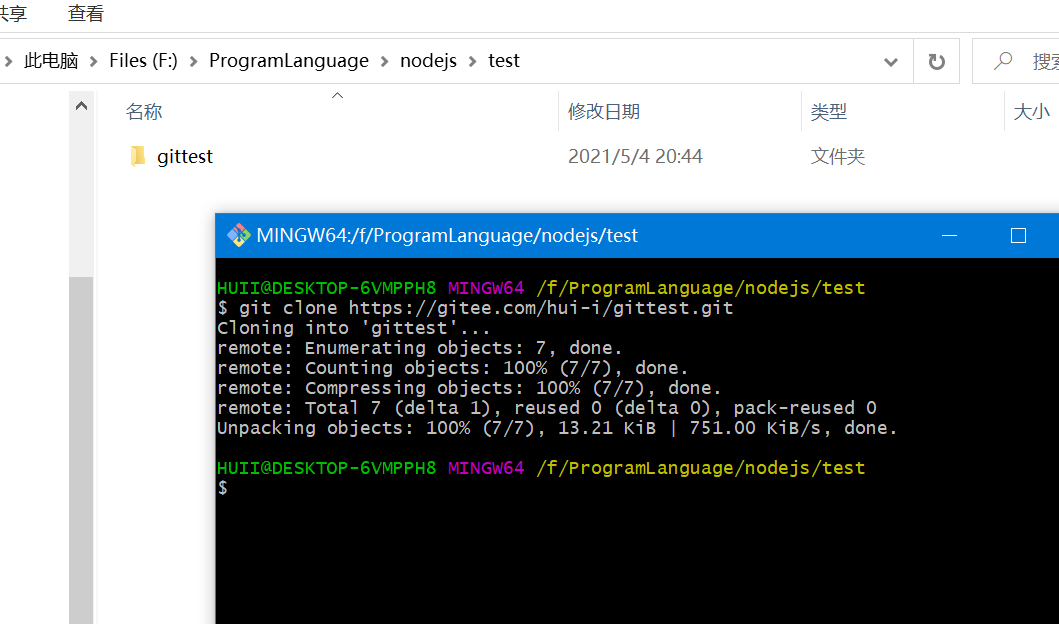 共享 查看
此电脑 Files (F:) ProgramLanguage nodejs test
名称 修改日期 类型 大小
gittest 2021/5/4 20:44 文件夹
MINGW64:/f/ProgramLanguage/nodejs/test
HUII@DESKTOP-6VMPPH8 MINGW64 /f/ProgramLanguage/nodejs/test
$ git clone https://gitee.com/hui-i/gittest.git
Cloning into 'gittest'...
remote: Enumerating objects: 7, done.
remote: Counting objects: 100% (7/7), done.
remote: Compressing objects: 100% (7/7), done.
remote: Total 7 (delta 1), reused 0 (delta 0), pack-reused 0
Unpacking objects: 100% (7/7), 13.21 KiB | 751.00 KiB/s, done.
HUII@DESKTOP-6VMPPH8 MINGW64 /f/ProgramLanguage/nodejs/test
$